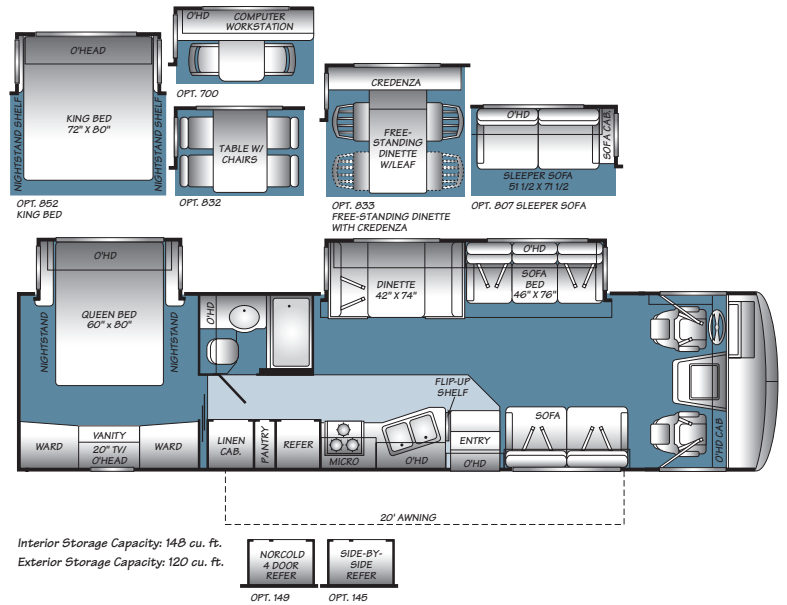 O'HEAD
KING BED
72" X 80"
NIGHTSTAND SHELF
NIGHTSTAND SHELF
OPT. 852
KING BED
O'HD
COMPUTER
WORKSTATION
OPT. 700
TABLE W/
CHAIRS
OPT. 832
CREDENZA
FREE-
STANDING
DINETTE
W/LEAF
OPT. 833
FREE-STANDING DINETTE
WITH CREDENZA
O'HD
SOFA CAB.
SLEEPER SOFA
51 1/2 X 71 1/2
OPT. 807 SLEEPER SOFA
O'HD
QUEEN BED
60" x 80"
NIGHTSTAND
NIGHTSTAND
O'HD
DINETTE
42" X 74"
O'HD
SOFA
BED
46" X 76"
FLIP-UP
SHELF
WARD
VANITY
20" TV/
O'HEAD
WARD
LINEN
CAB.
PANTRY
REFER
MICRO
O'HD
ENTRY
O'HD
SOFA
O'HD CAB
20' AWNING
Interior Storage Capacity: 148 cu. ft.
Exterior Storage Capacity: 120 cu. ft.
NORCOLD
4 DOOR
REFER
OPT. 149
SIDE-BY-
SIDE
REFER
OPT. 145